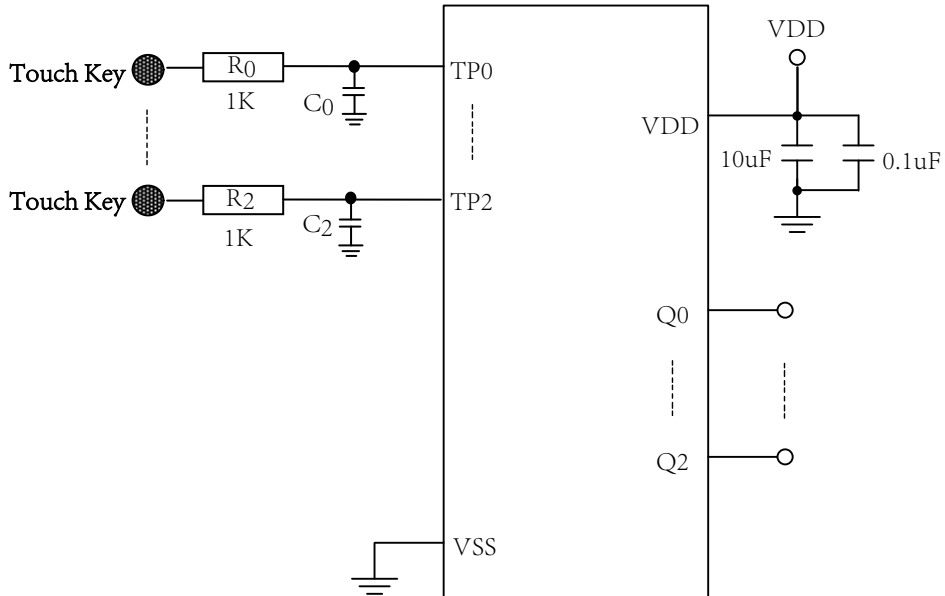 VDD
Touch Key
R0
1K
C0
TP0
VDD
10uF
0.1uF
Touch Key
R2
1K
C2
TP2
Q0
Q2
VSS